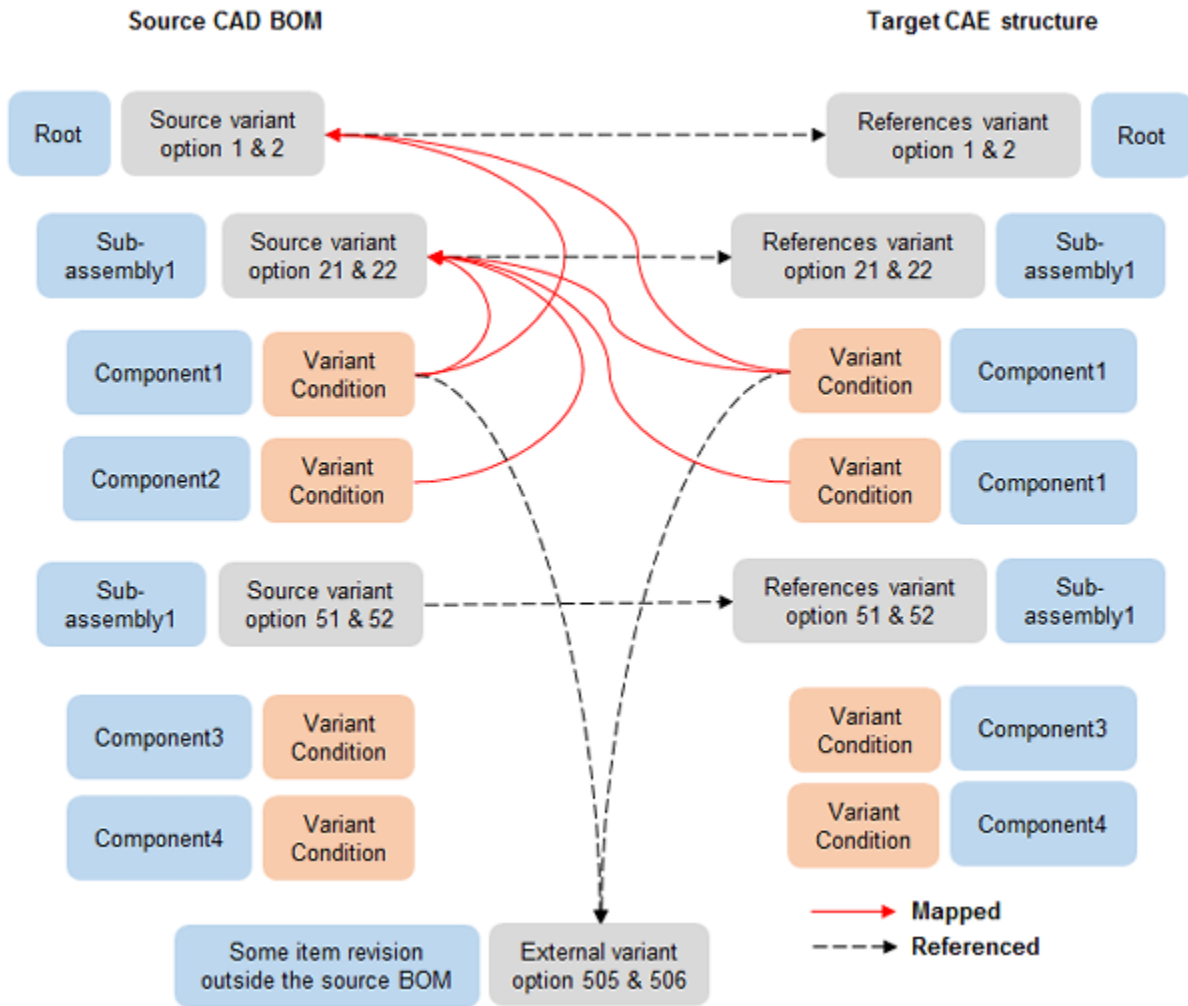 Source CAD BOM
Target CAE structure
Root
Source variant
option 1 & 2
References variant
option 1 & 2
Root
Sub-
assembly1
Source variant
option 21 & 22
References variant
option 21 & 22
Sub-
assembly1
Component1
Variant
Condition
Variant
Condition
Component1
Component2
Variant
Condition
Variant
Condition
Component1
Sub-
assembly1
Source variant
option 51 & 52
References variant
option 51 & 52
Sub-
assembly1
Component3
Variant
Condition
Variant
Condition
Component3
Component4
Variant
Condition
Variant
Condition
Component4
Mapped
Referenced
Some item revision
outside the source BOM
External variant
option 505 & 506